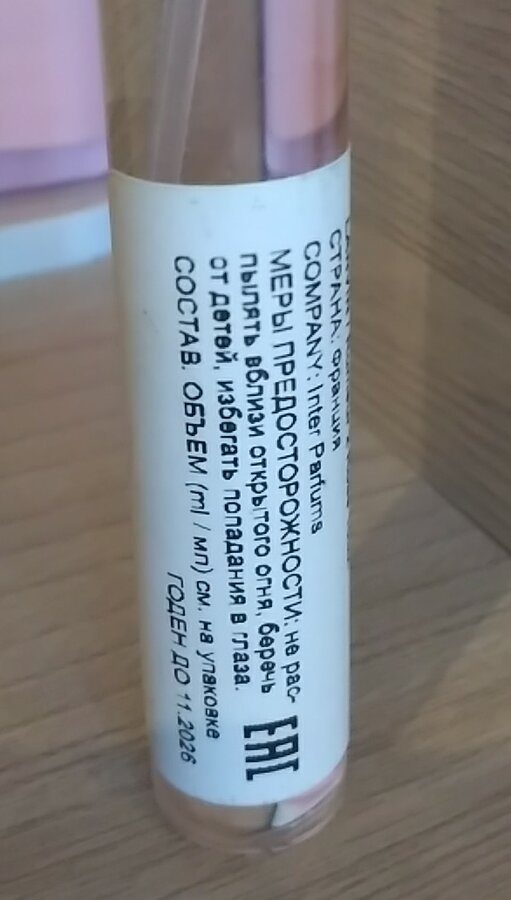 СТРАНА: Франция
COMPANY: Inter Parfums
МЕРЫ ПРЕДОСТОРОЖНОСТИ: не рас-
пылять вблизи открытого огня, беречь
от детей, избегать попадания в глаза.
СОСТАВ. ОБЪЕМ (ml / мл) см. на упаковке
ГОДЕН ДО 11.2026
EAC